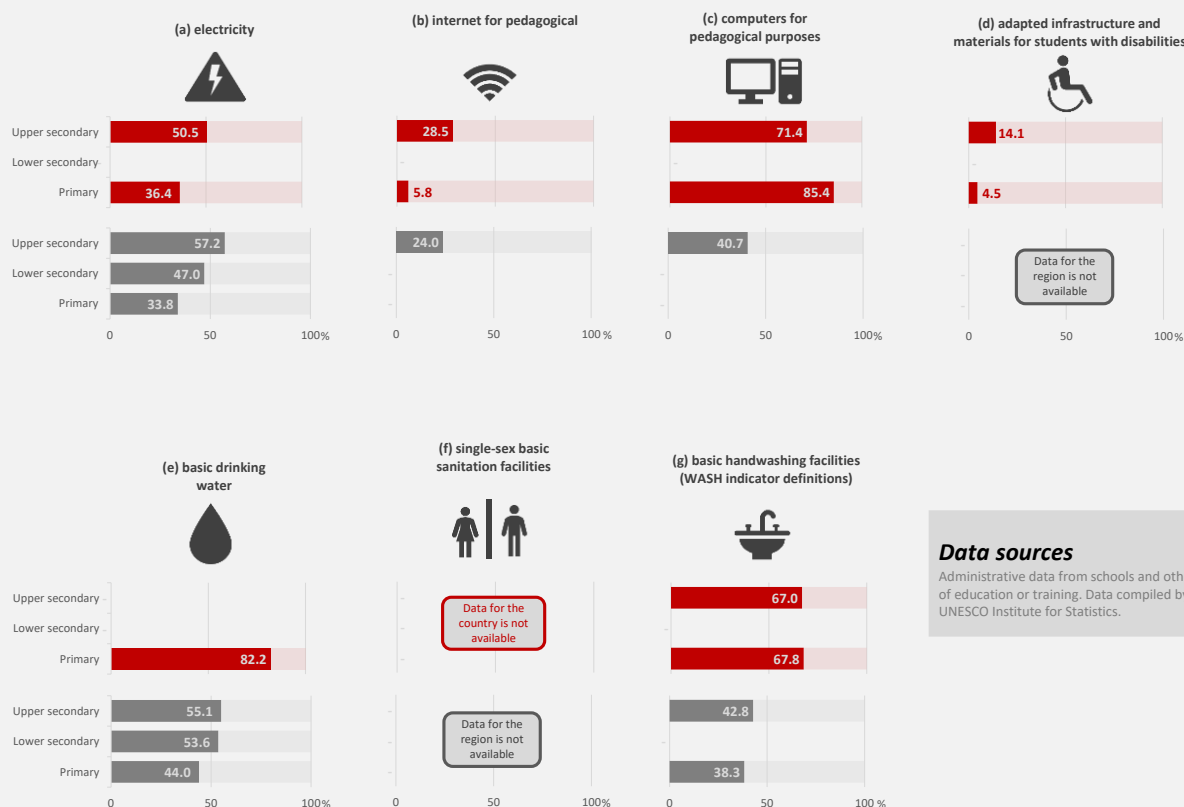 (a) electricity
(b) internet for pedagogical
(c) computers for
pedagogical purposes
(d) adapted infrastructure and
materials for students with disabilities
Upper secondary 50.5 28.5 71.4 14.1
Lower secondary
Primary 36.4 5.8 85.4 4.5
Upper secondary 57.2 24.0 40.7
Lower secondary 47.0
Primary 33.8
Data for the
region is not
available
0 50 100% 0 50 100% 0 50 100% 0 50 100%
(e) basic drinking
water
(f) single-sex basic
sanitation facilities
(g) basic handwashing facilities
(WASH indicator definitions)
Upper secondary 67.0
Lower secondary
Primary 82.2 67.8
Data for the
country is not
available
Upper secondary 55.1 42.8
Lower secondary 53.6
Primary 44.0 38.3
Data for the
region is not
available
0 50 100% 0 50 100% 0 50 100 %
Data sources
Administrative data from schools and oth
of education or training. Data compiled by
UNESCO Institute for Statistics.